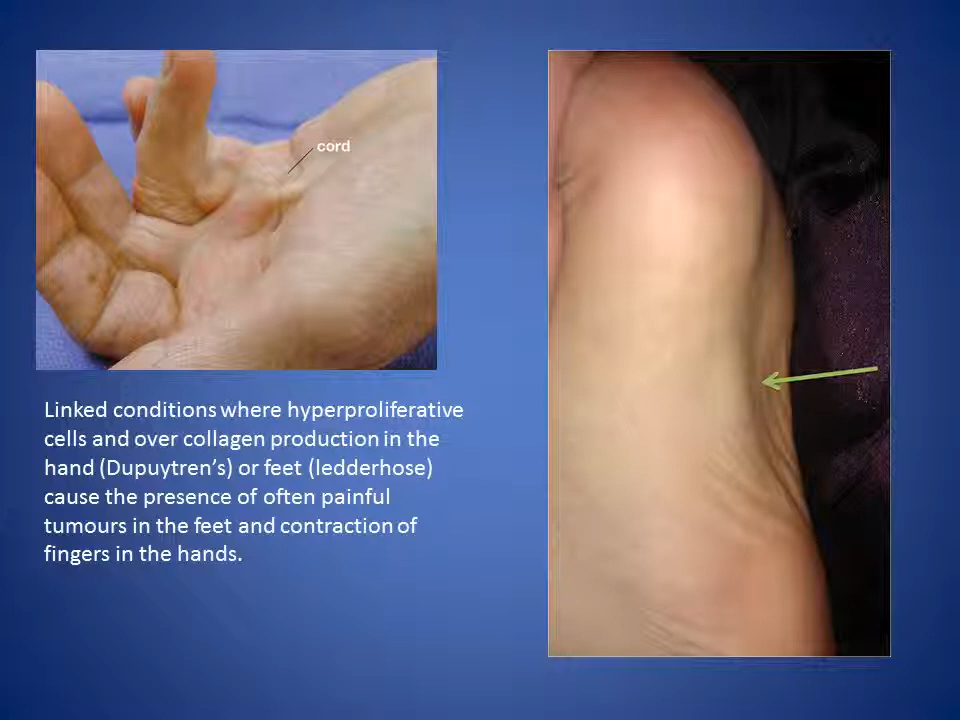 cord
Linked conditions where hyperproliferative
cells and over collagen production in the
hand (Dupuytren’s) or feet (ledderhose)
cause the presence of often painful
tumours in the feet and contraction of
fingers in the hands.